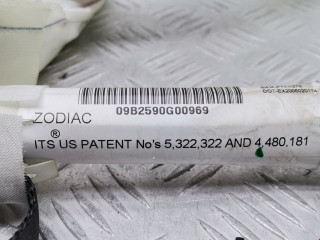 09B2590G00969
ZODIAC
®
ITS US PATENT No's 5,322,322 AND 4,480.181